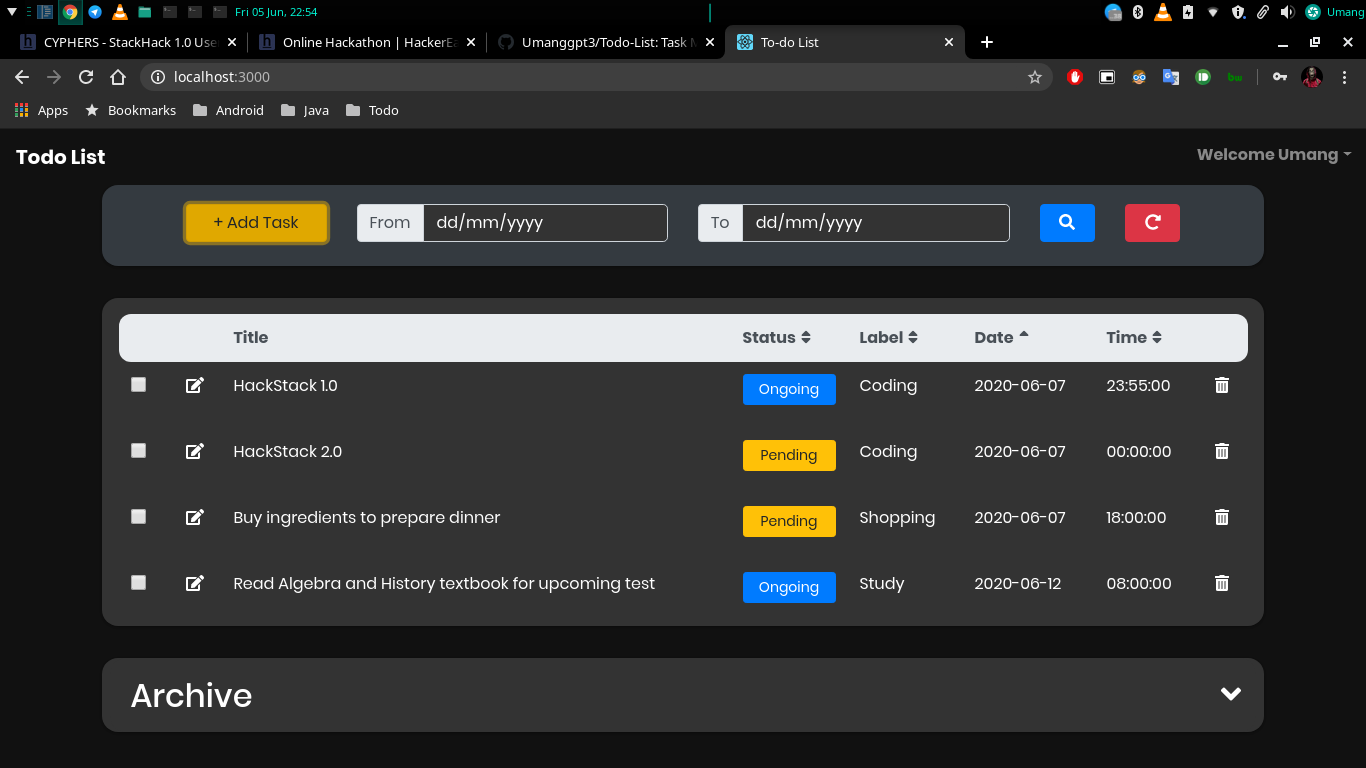 Fri 05 Jun, 22:54 Umang
CYPHERS - StackHack 1.0 Use Online Hackathon | HackerEa Umanggpt3/Todo-List: Task M To-do List
localhost:3000
Apps Bookmarks Android Java Todo
Todo List Welcome Umang
+ Add Task From dd/mm/yyyy To dd/mm/yyyy
Title Status Label Date Time
HackStack 1.0 Ongoing Coding 2020-06-07 23:55:00
HackStack 2.0 Pending Coding 2020-06-07 00:00:00
Buy ingredients to prepare dinner Pending Shopping 2020-06-07 18:00:00
Read Algebra and History textbook for upcoming test Ongoing Study 2020-06-12 08:00:00
Archive